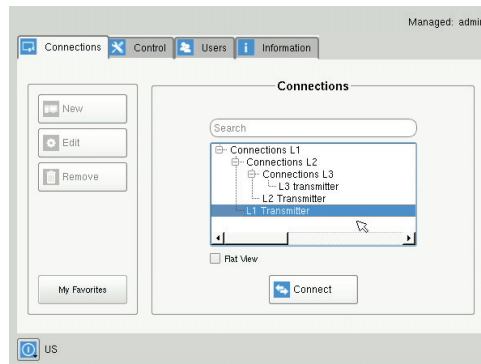 Managed: admin
Connections Control Users Information
Connections
New
Edit
Remove
My Favorites
Search
Connections L1
Connections L2
Connections L3
L3 transmitter
L2 Transmitter
L1 Transmitter
Flat View
Connect
US